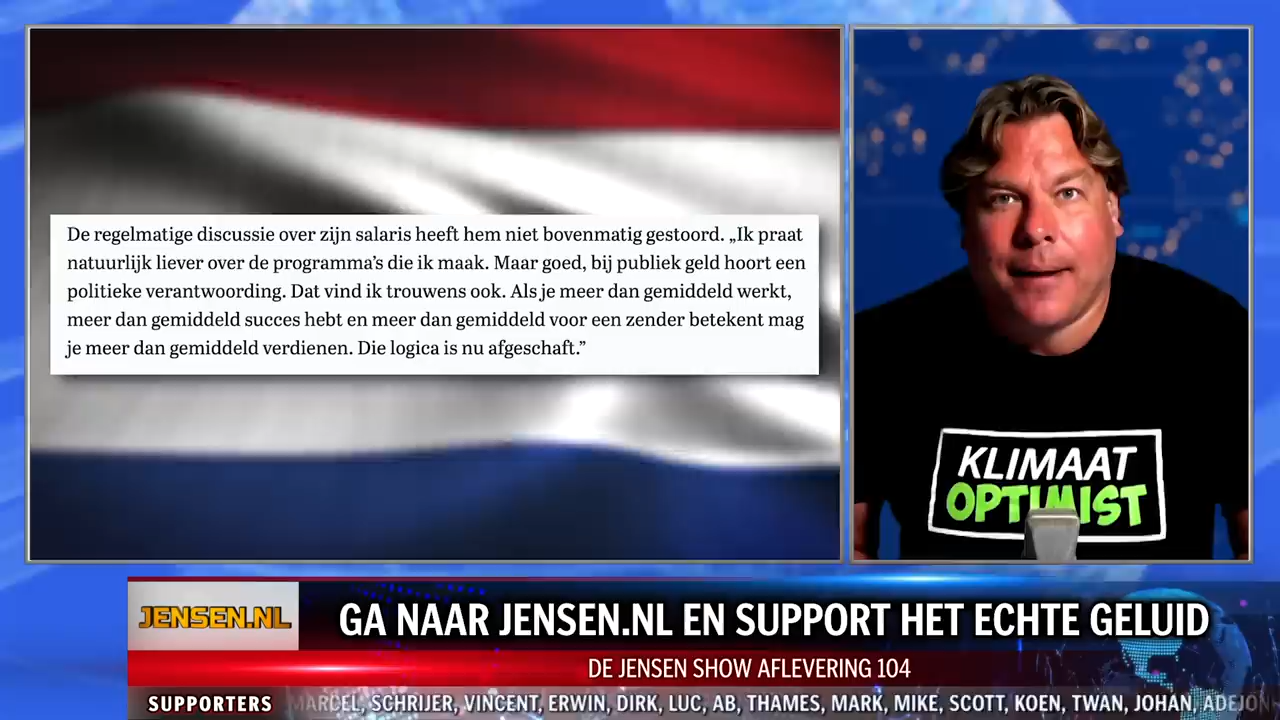 De regelmatige discussie over zijn salaris heeft hem niet bovenmatig gestoord. „Ik praat
natuurlijk liever over de programma's die ik maak. Maar goed, bij publiek geld hoort een
politieke verantwoording. Dat vind ik trouwens ook. Als je meer dan gemiddeld werkt,
meer dan gemiddeld succes hebt en meer dan gemiddeld voor een zender betekent mag
je meer dan gemiddeld verdienen. Die logica is nu afgeschaft.”
KLIMAAT
OPTIMIST
JENSEN.NL
GA NAAR JENSEN.NL EN SUPPORT HET ECHTE GELUID
DE JENSEN SHOW AFLEVERING 104
SUPPORTERS MARCEL, SCHRIJER, VINCENT, ERWIN, DIRK, LUC, AB, THAMES, MARK, MIKE, SCOTT, KOEN, TWAN, JOHAN,